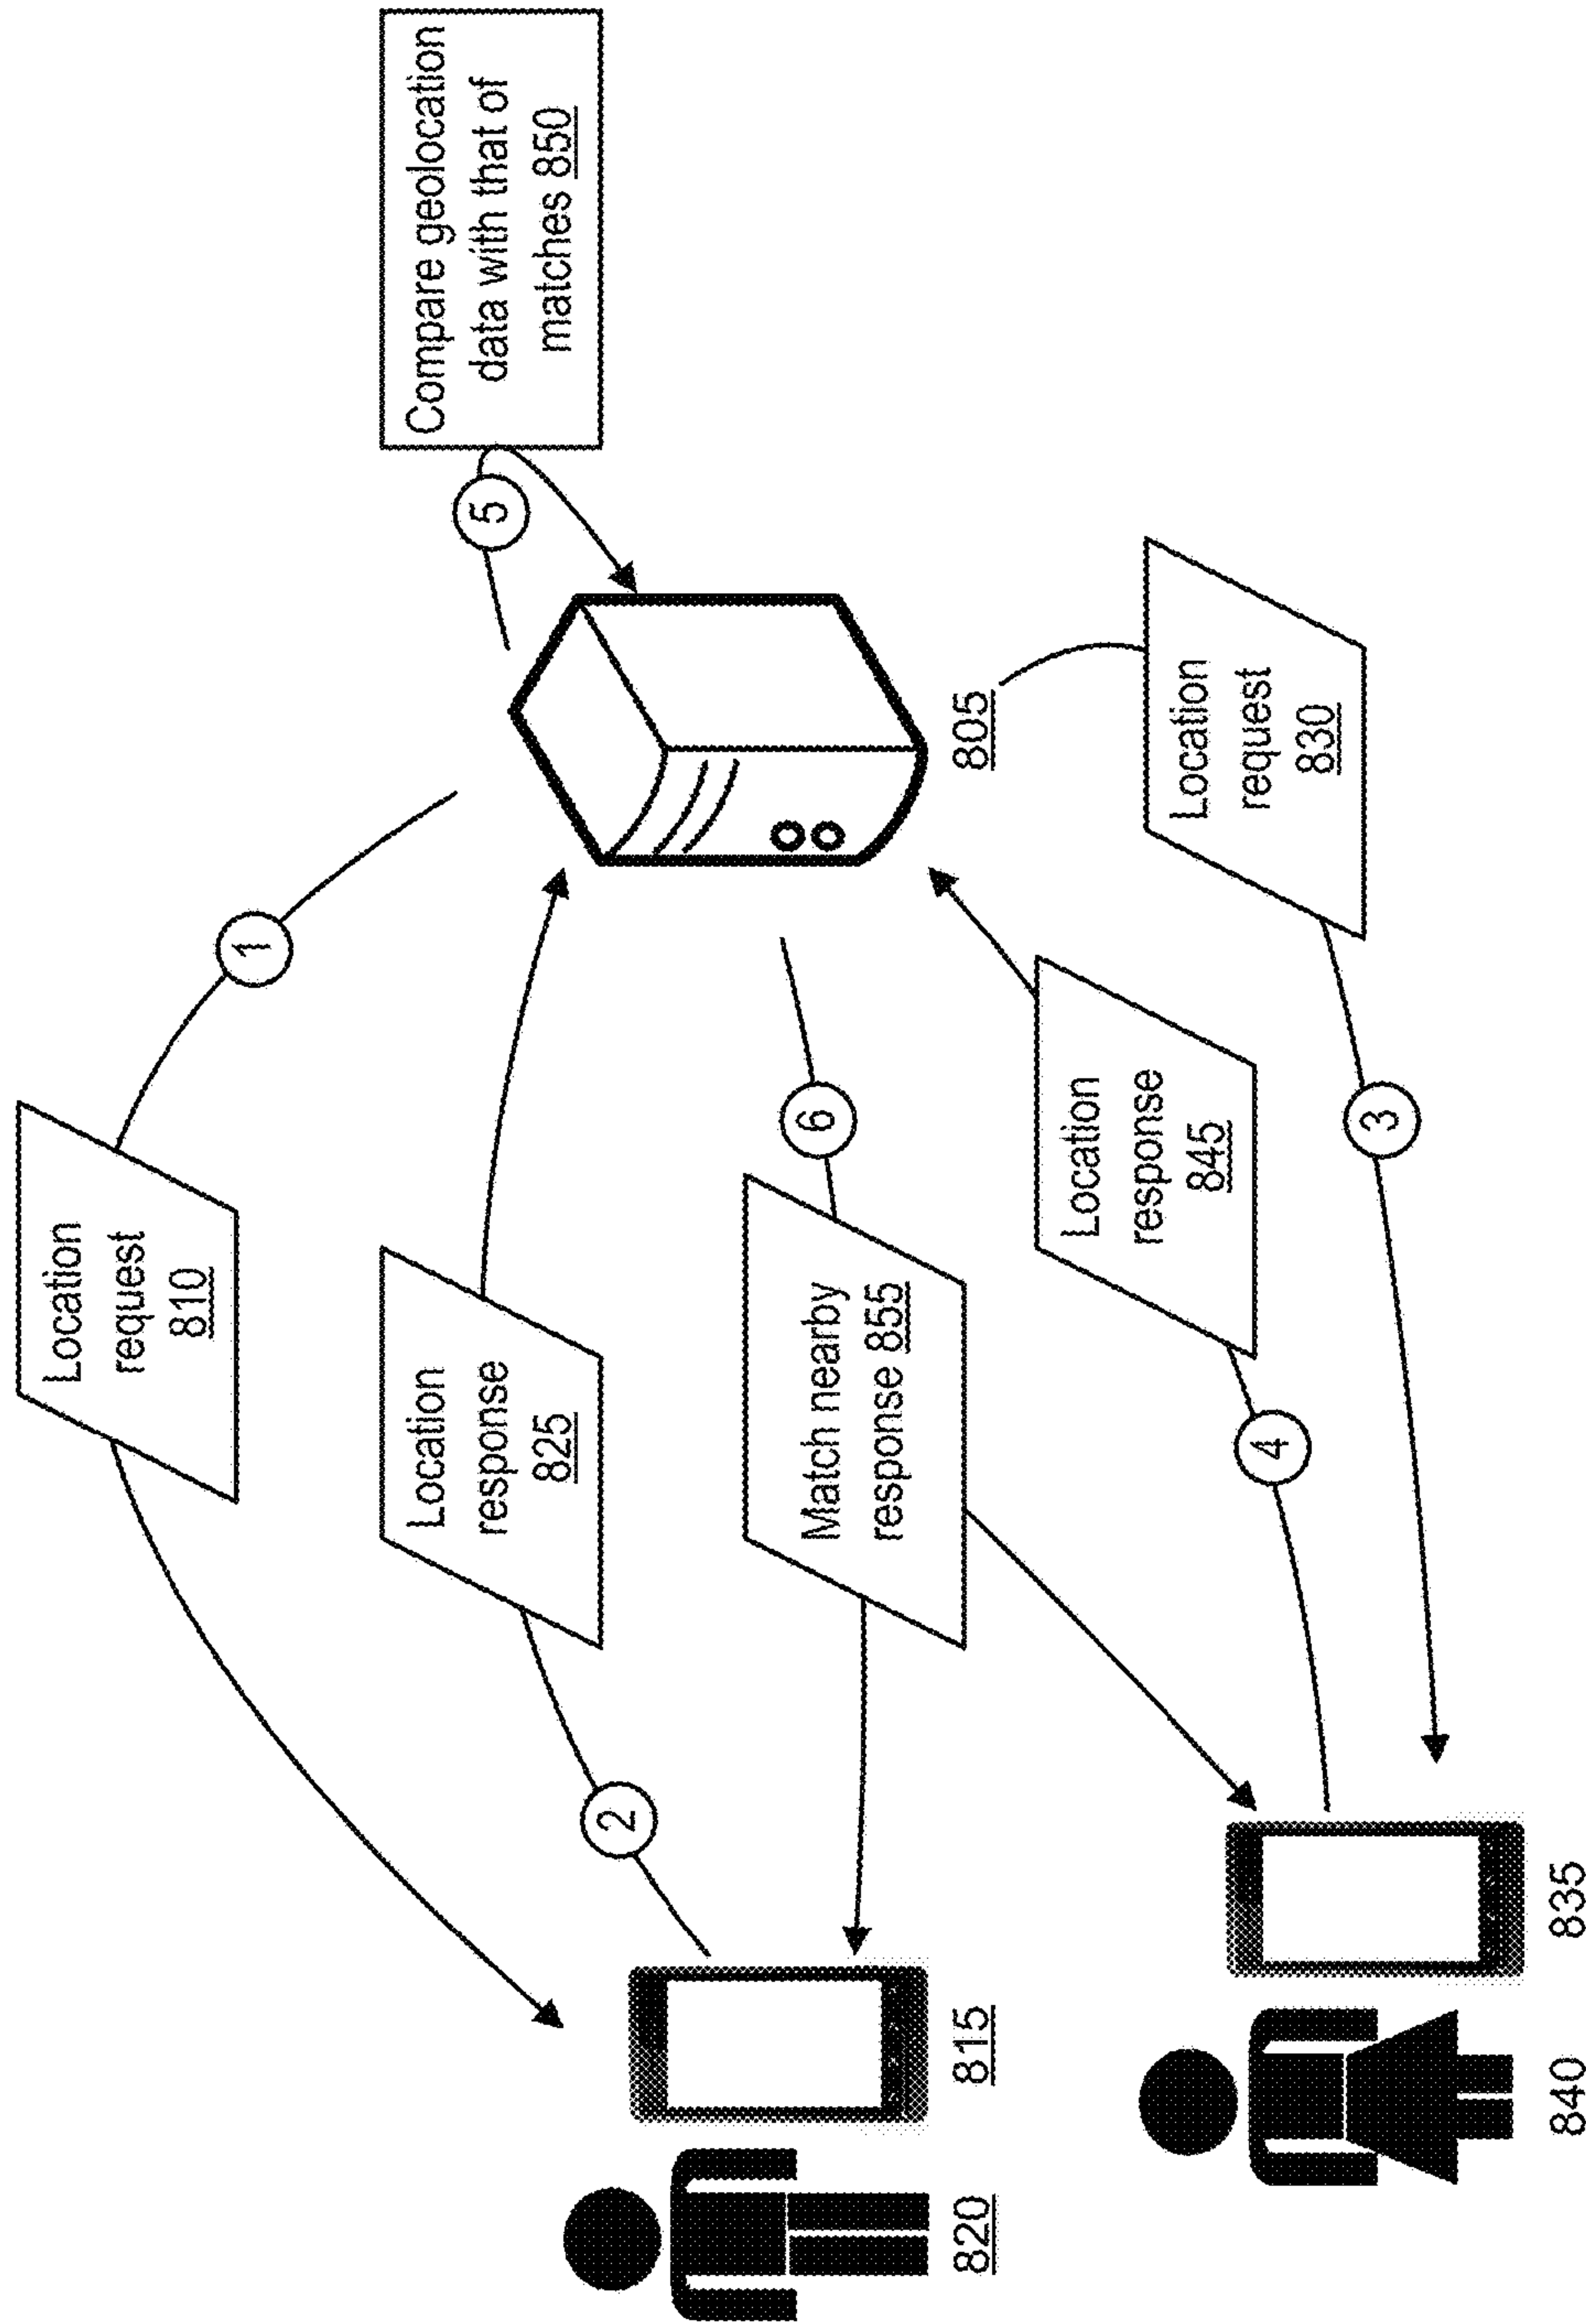 Location
request
810
1
Location
response
825
2
Compare geolocation
data with that of
matches 850
5
Match nearby
response 855
6
820
815
805
Location
response
845
4
Location
request
830
3
840
835